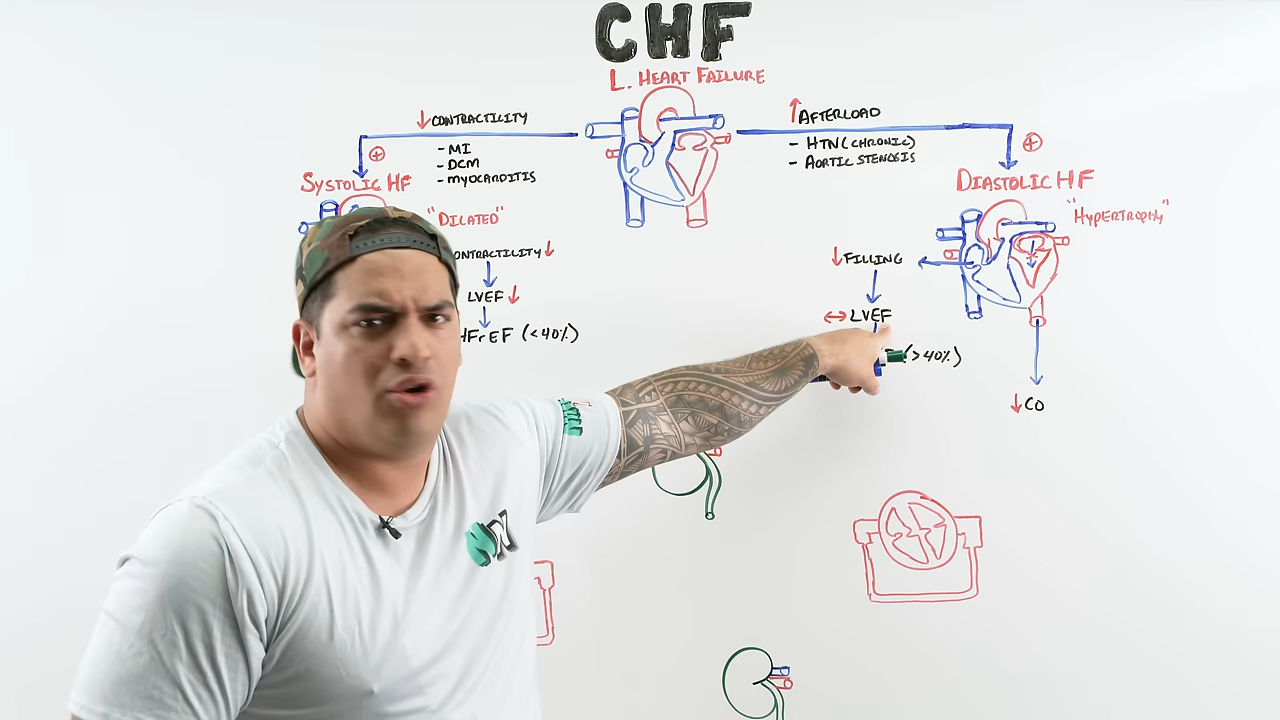 CHF
L. HEART FAILURE
↓ CONTRACTILITY
- MI
- DCM
- MYOCARDITIS
↑ AFTERLOAD
- HTN (CHRONIC)
- AORTIC STENOSIS
⊕
⊕
SYSTOLIC HF
"DILATED"
ONTRACTILITY ↓
LVEF ↓
HFrEF (<40%)
DIASTOLIC HF
"HYPERTROPHY"
↓ FILLING
↔ LVEF
(>40%)
↓ CO